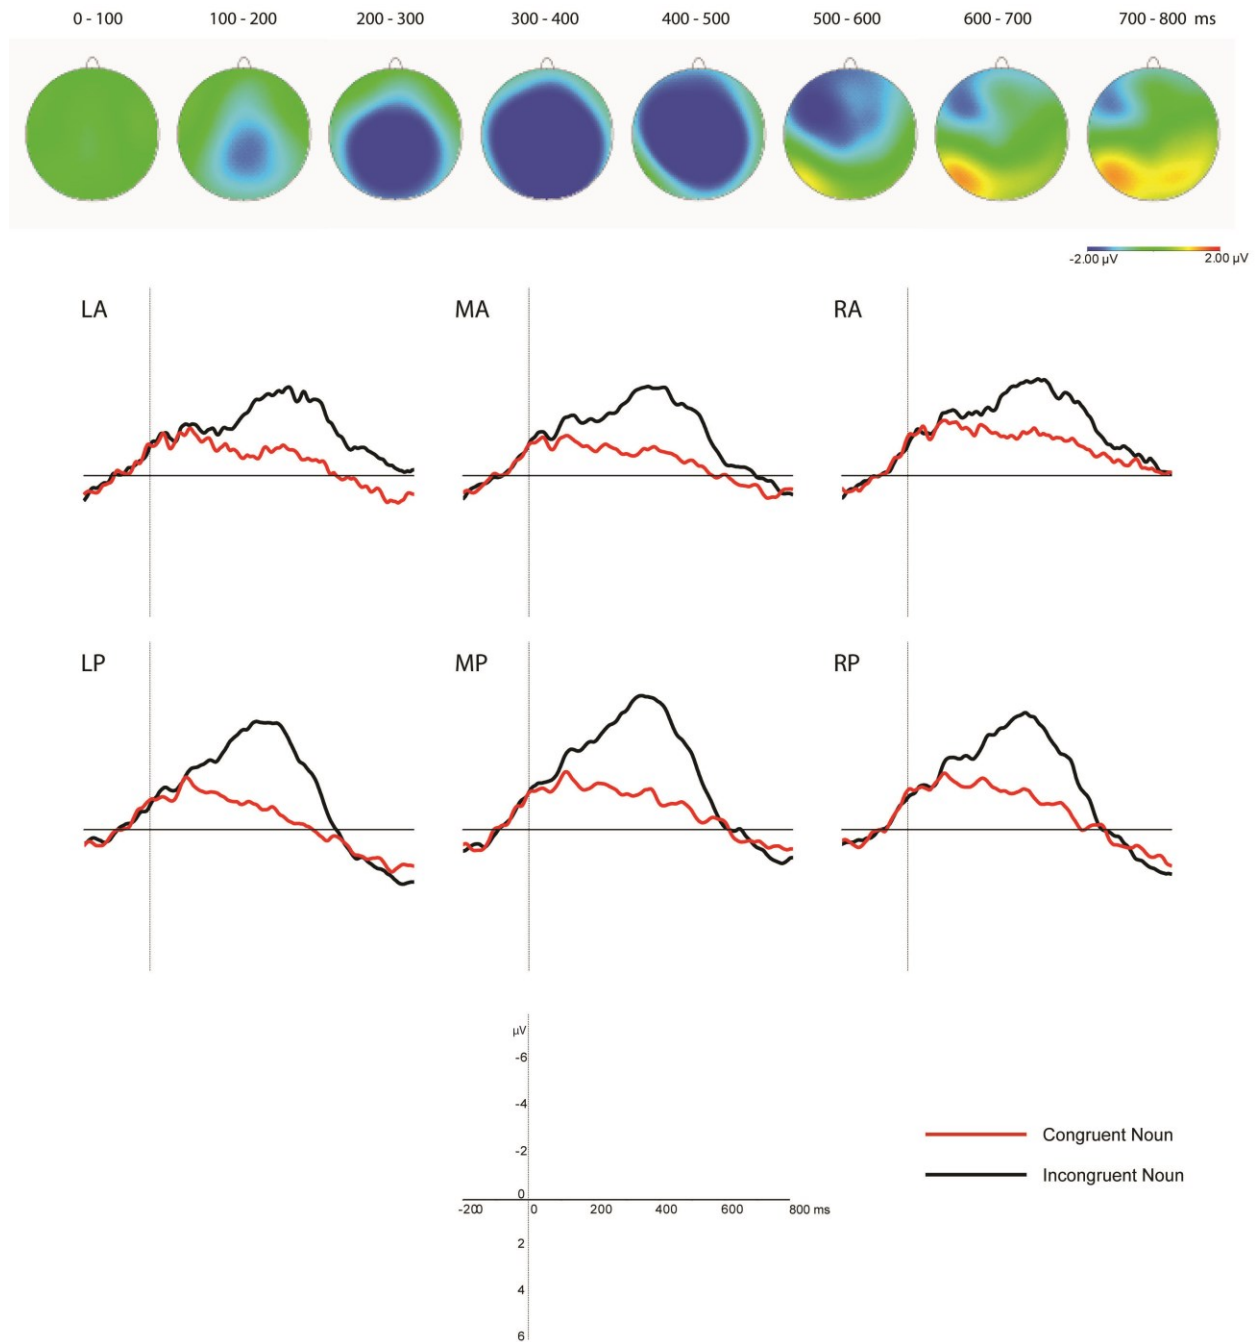 0 - 100 100 - 200 200 - 300 300 - 400 400 - 500 500 - 600 600 - 700 700 - 800 ms
-2.00 µV 2.00 µV
LA MA RA
LP MP RP
µV
-6
-4
-2
0
-200 0 200 400 600 800 ms
2
4
6
Congruent Noun
Incongruent Noun